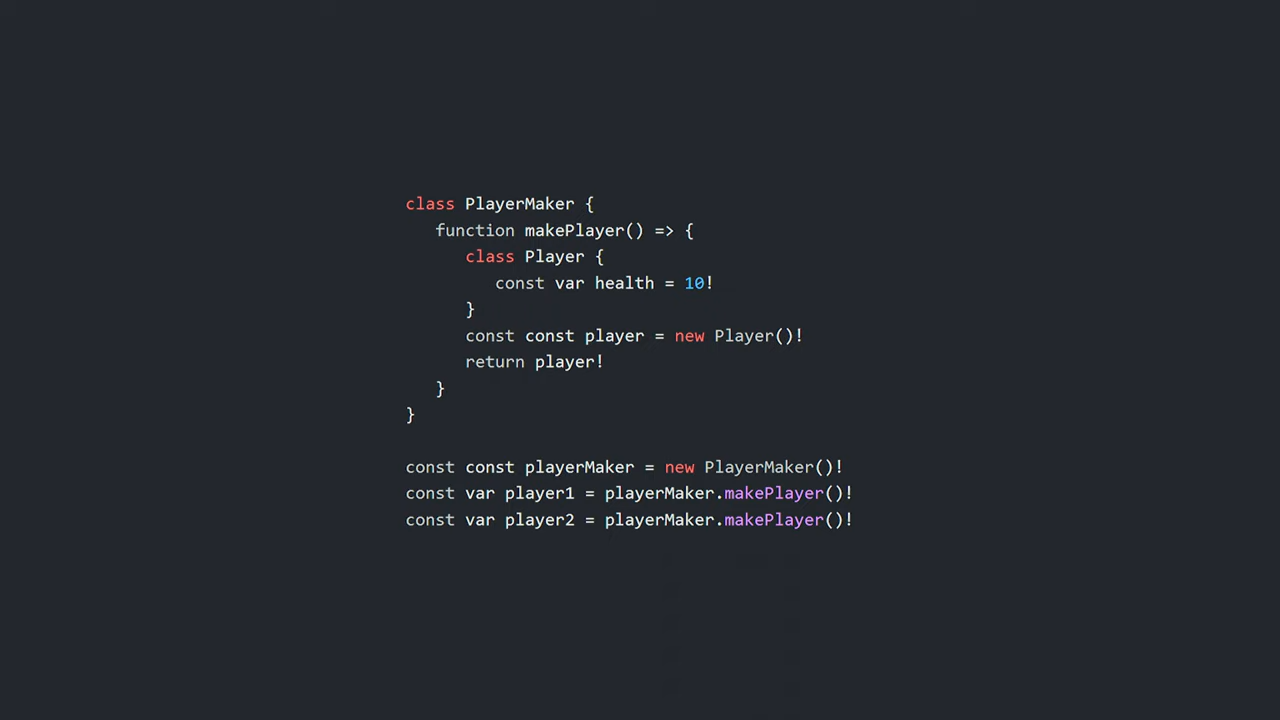 class PlayerMaker {
   function makePlayer() => {
      class Player {
         const var health = 10!
      }
      const const player = new Player()!
      return player!
   }
}

const const playerMaker = new PlayerMaker()!
const var player1 = playerMaker.makePlayer()!
const var player2 = playerMaker.makePlayer()!